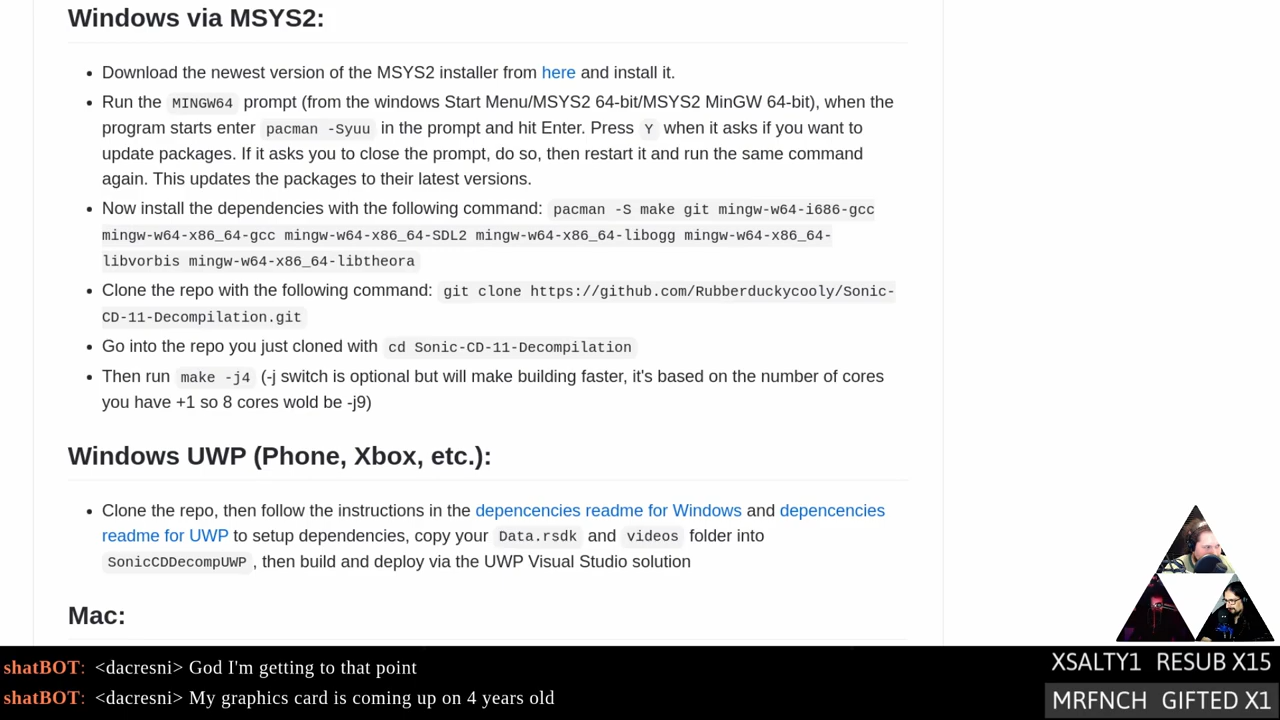 Windows via MSYS2:
Download the newest version of the MSYS2 installer from here and install it.
Run the MINGW64 prompt (from the windows Start Menu/MSYS2 64-bit/MSYS2 MinGW 64-bit), when the
program starts enter pacman -Syuu in the prompt and hit Enter. Press Y when it asks if you want to
update packages. If it asks you to close the prompt, do so, then restart it and run the same command
again. This updates the packages to their latest versions.
Now install the dependencies with the following command: pacman -S make git mingw-w64-i686-gcc
mingw-w64-x86_64-gcc mingw-w64-x86_64-SDL2 mingw-w64-x86_64-libogg mingw-w64-x86_64-
libvorbis mingw-w64-x86_64-libtheora
Clone the repo with the following command: git clone https://github.com/Rubberduckycooly/Sonic-
CD-11-Decompilation.git
Go into the repo you just cloned with cd Sonic-CD-11-Decompilation
Then run make -j4 (-j switch is optional but will make building faster, it's based on the number of cores
you have +1 so 8 cores wold be -j9)
Windows UWP (Phone, Xbox, etc.):
Clone the repo, then follow the instructions in the depencencies readme for Windows and depencencies
readme for UWP to setup dependencies, copy your Data.rsdk and videos folder into
SonicCDDecompUWP, then build and deploy via the UWP Visual Studio solution
Mac:
shatBOT: <dacresni> God I'm getting to that point
shatBOT: <dacresni> My graphics card is coming up on 4 years old
XSALTY1 RESUB X15
MRFNCH GIFTED X1